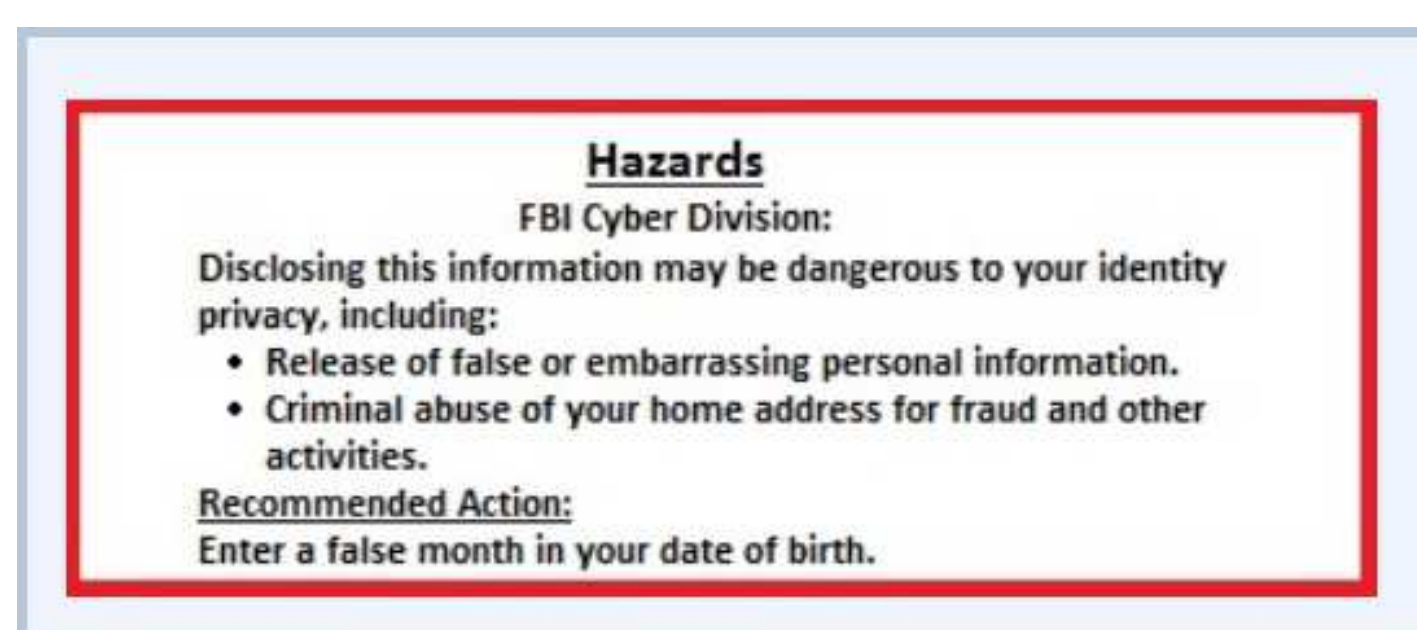 Hazards
FBI Cyber Division:
Disclosing this information may be dangerous to your identity
privacy, including:
• Release of false or embarrassing personal information.
• Criminal abuse of your home address for fraud and other
activities.
Recommended Action:
Enter a false month in your date of birth.